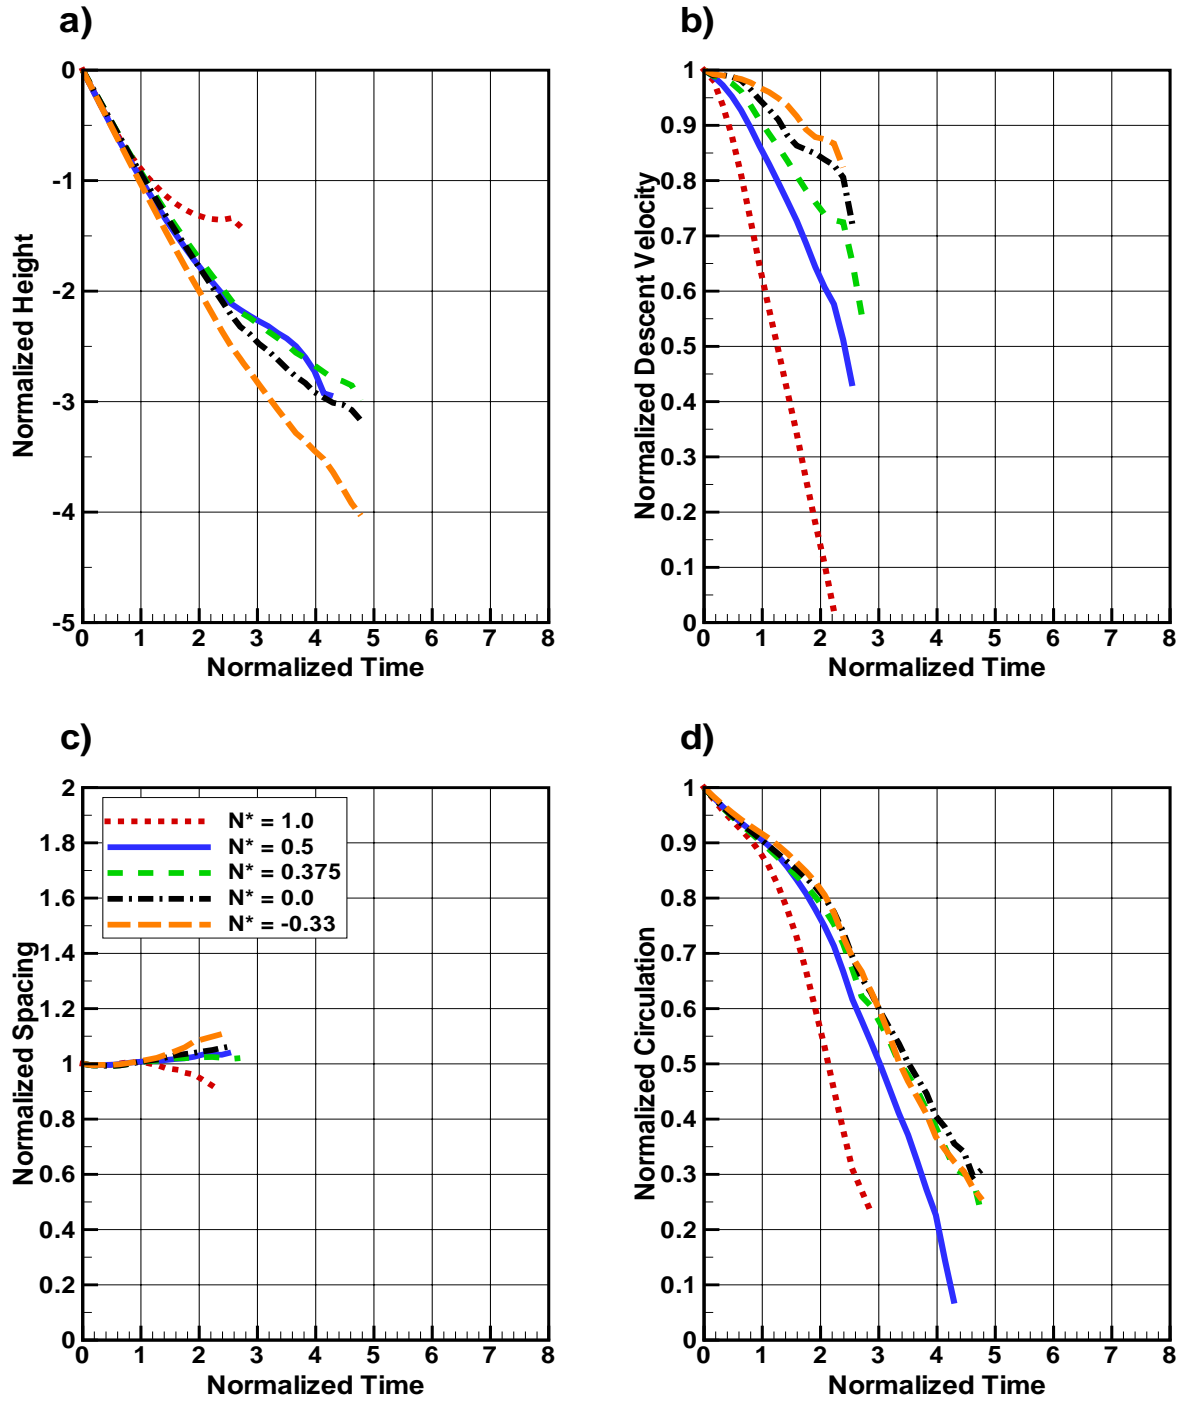 a)
0
-1
-2
-3
-4
-5
Normalized Height
0 1 2 3 4 5 6 7 8
Normalized Time
b)
1
0.9
0.8
0.7
0.6
0.5
0.4
0.3
0.2
0.1
0
Normalized Descent Velocity
0 1 2 3 4 5 6 7 8
Normalized Time
c)
2
1.8
1.6
1.4
1.2
1
0.8
0.6
0.4
0.2
0
Normalized Spacing
N* = 1.0
N* = 0.5
N* = 0.375
N* = 0.0
N* = -0.33
0 1 2 3 4 5 6 7 8
Normalized Time
d)
1
0.9
0.8
0.7
0.6
0.5
0.4
0.3
0.2
0.1
0
Normalized Circulation
0 1 2 3 4 5 6 7 8
Normalized Time